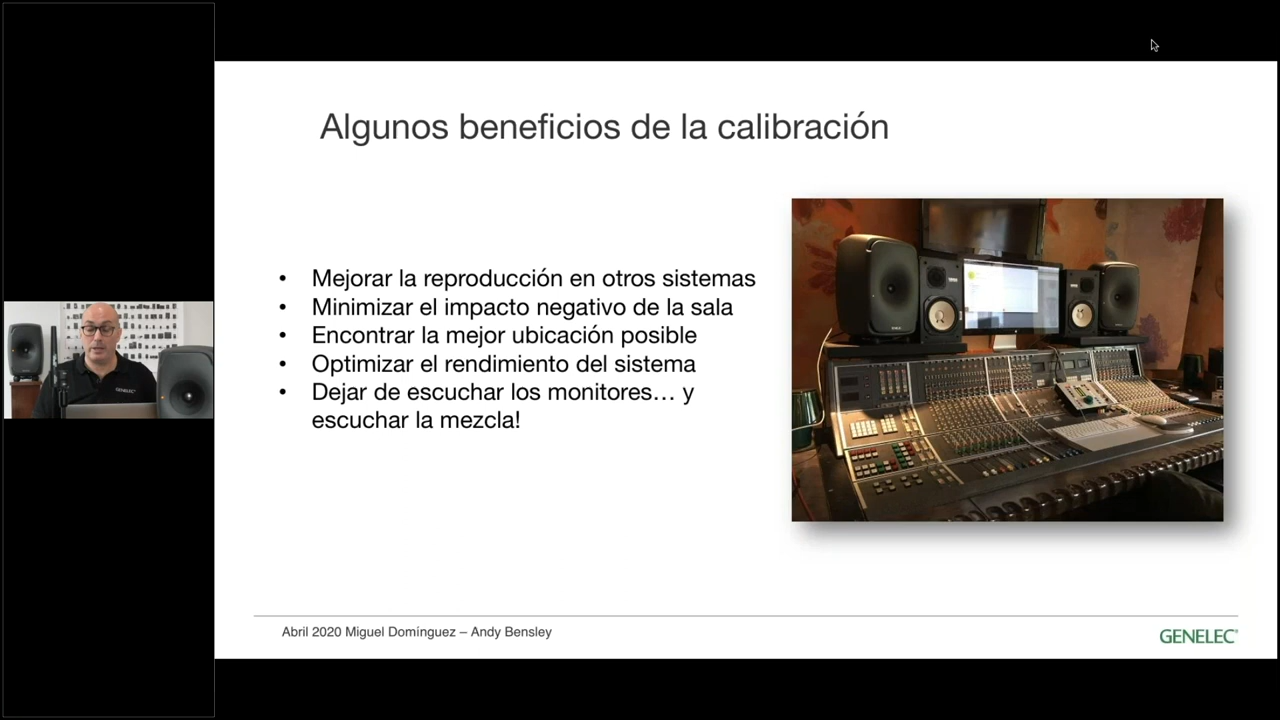 Algunos beneficios de la calibración
• Mejorar la reproducción en otros sistemas
• Minimizar el impacto negativo de la sala
• Encontrar la mejor ubicación posible
• Optimizar el rendimiento del sistema
• Dejar de escuchar los monitores… y
escuchar la mezcla!
GENELEC
Abril 2020 Miguel Domínguez – Andy Bensley
GENELEC®